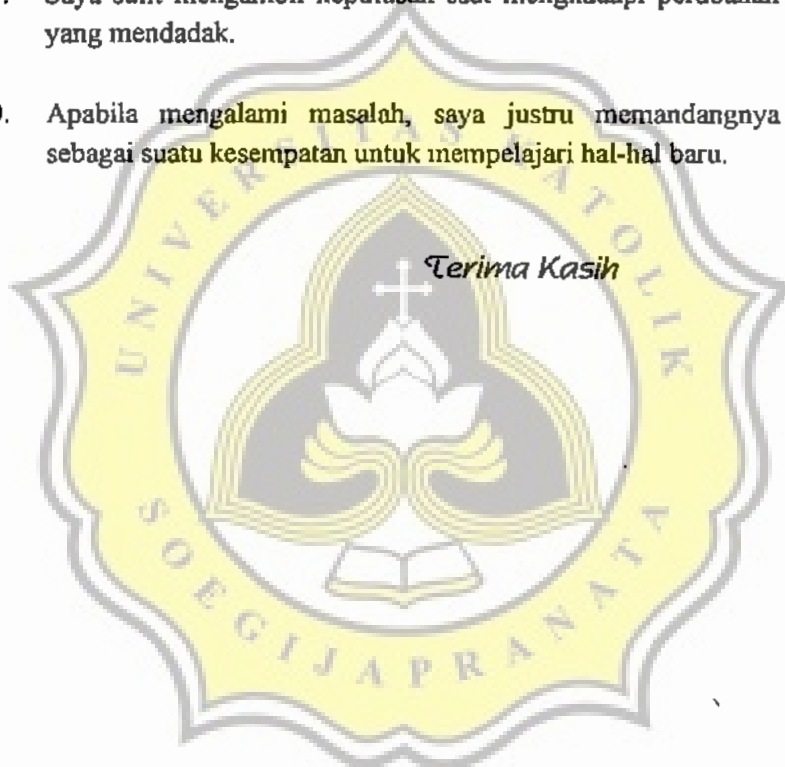 yang mendadak.
Apabila mengalami masalah, saya justru memandangnya
sebagai suatu kesempatan untuk mempelajari hal-hal baru.
Terima Kasih
UNIVERSITAS KATOLIK
SOEGIJAPRANATA